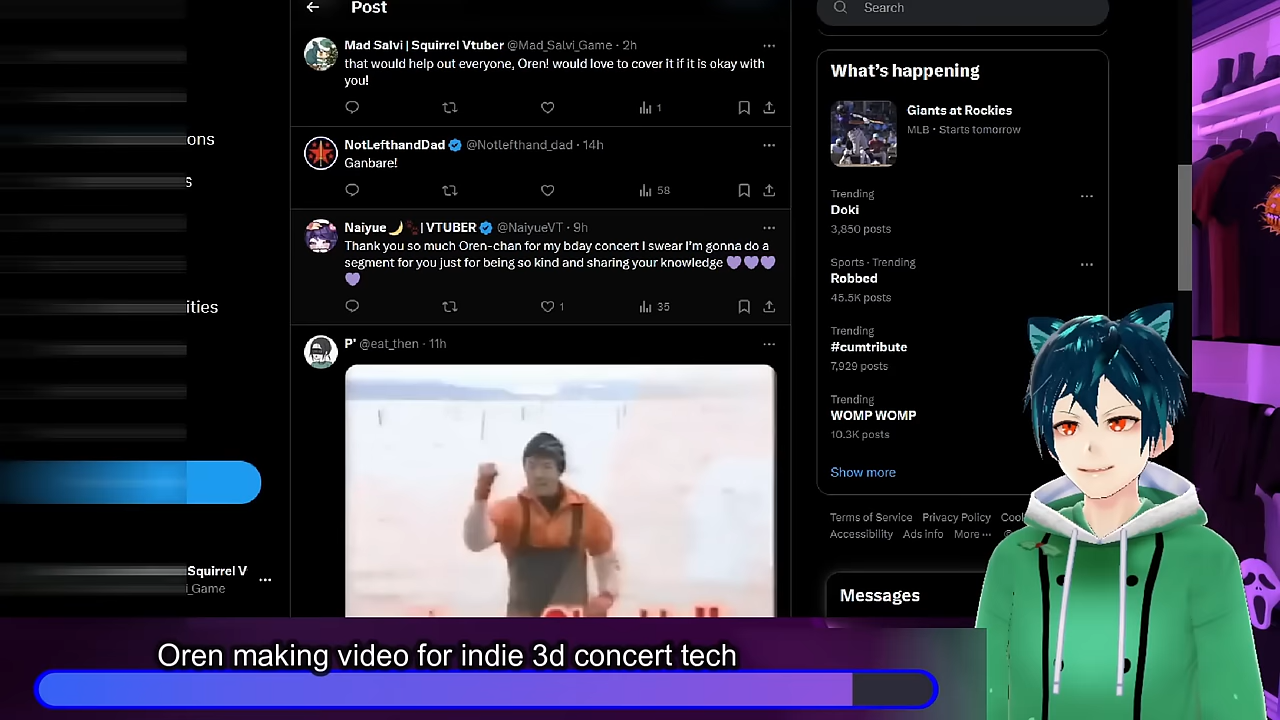 Post
Mad Salvi | Squirrel Vtuber @Mad_Salvi_Game · 2h
that would help out everyone, Oren! would love to cover it if it is okay with
you!
1
NotLefthandDad @Notlefthand_dad · 14h
Ganbare!
58
Naiyue🌙🐾 | VTUBER @NaiyueVT · 9h
Thank you so much Oren-chan for my bday concert I swear I'm gonna do a
segment for you just for being so kind and sharing your knowledge 💜💜💜
💜
1 35
P' @eat_then · 11h
ons
s
ities
Squirrel V
i_Game
Search
What's happening
Giants at Rockies
MLB · Starts tomorrow
Trending
Doki
3,850 posts
Sports · Trending
Robbed
45.5K posts
Trending
#cumtribute
7,929 posts
Trending
WOMP WOMP
10.3K posts
Show more
Terms of Service Privacy Policy Cook
Accessibility Ads info More ···
Messages
Oren making video for indie 3d concert tech